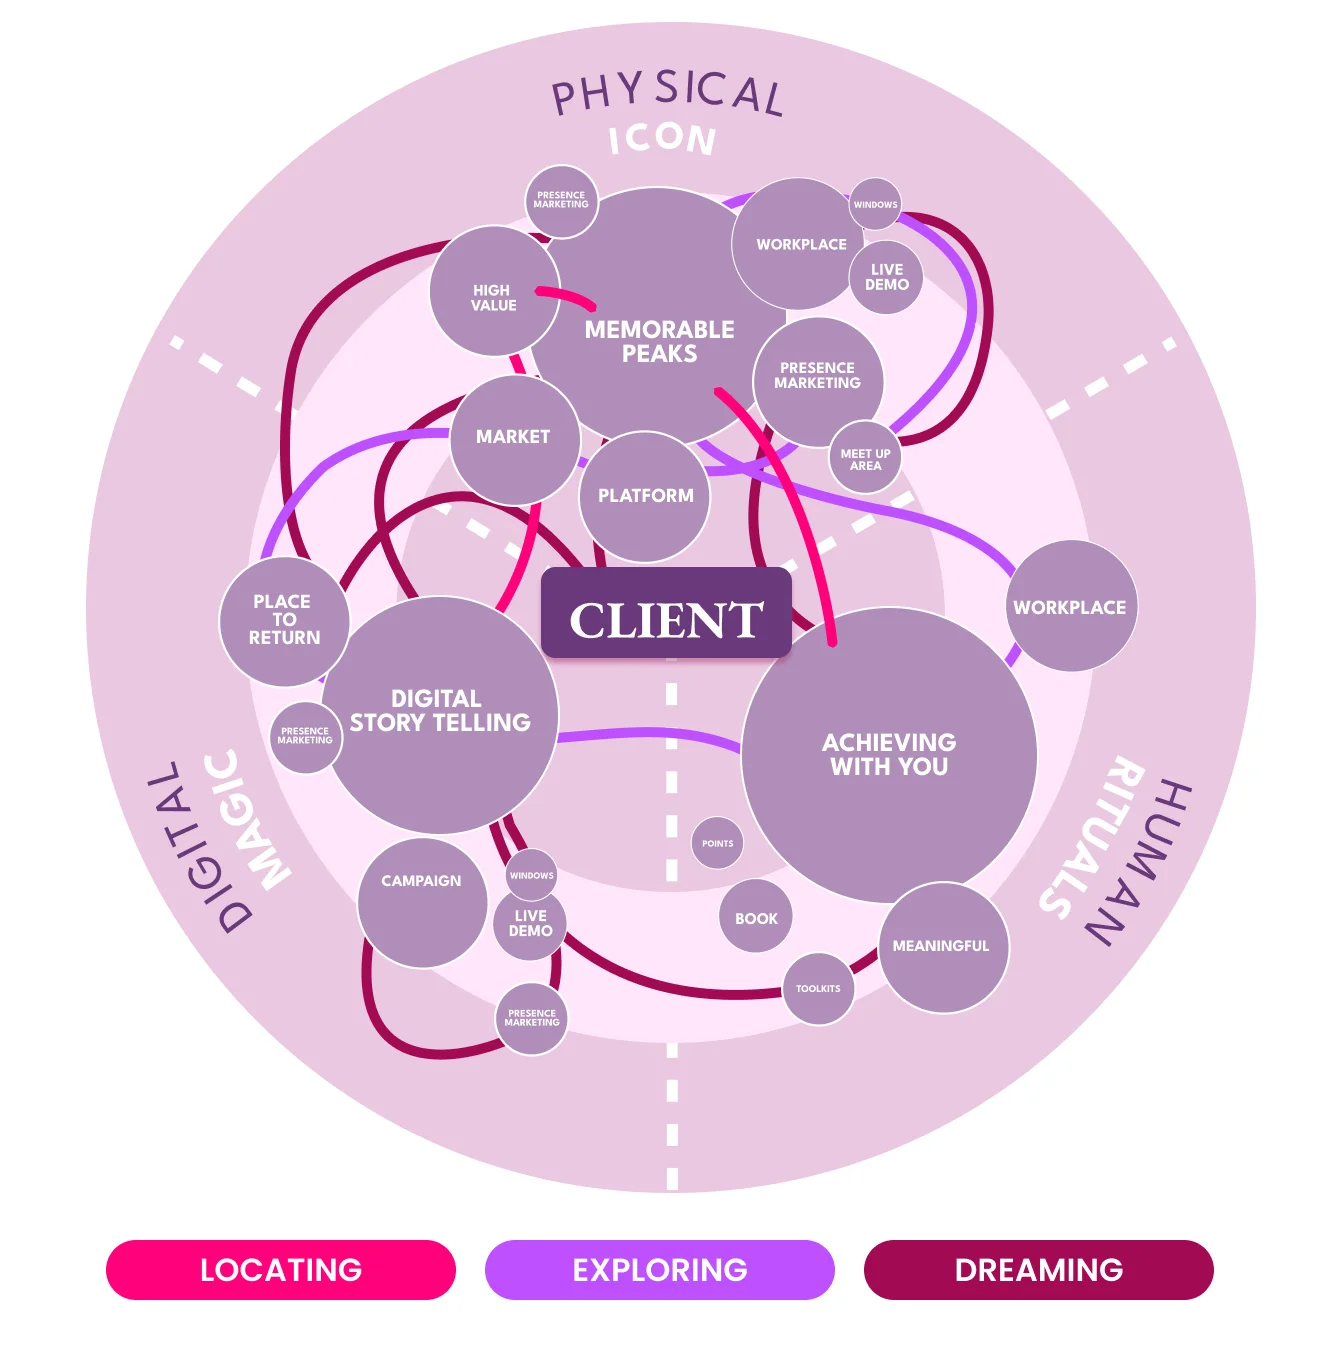 PHYSICAL
ICON
PRESENCE
MARKETING
WORKPLACE
WINDOWS
LIVE
DEMO
HIGH
VALUE
MEMORABLE
PEAKS
PRESENCE
MARKETING
MARKET
MEET UP
AREA
PLATFORM
PLACE
TO
RETURN
CLIENT
WORKPLACE
DIGITAL
STORY TELLING
PRESENCE
MARKETING
ACHIEVING
WITH YOU
DIGITAL
MAGIC
HUMAN
RITUALS
POINTS
CAMPAIGN
WINDOWS
LIVE
DEMO
BOOK
MEANINGFUL
TOOLKITS
PRESENCE
MARKETING
LOCATING
EXPLORING
DREAMING